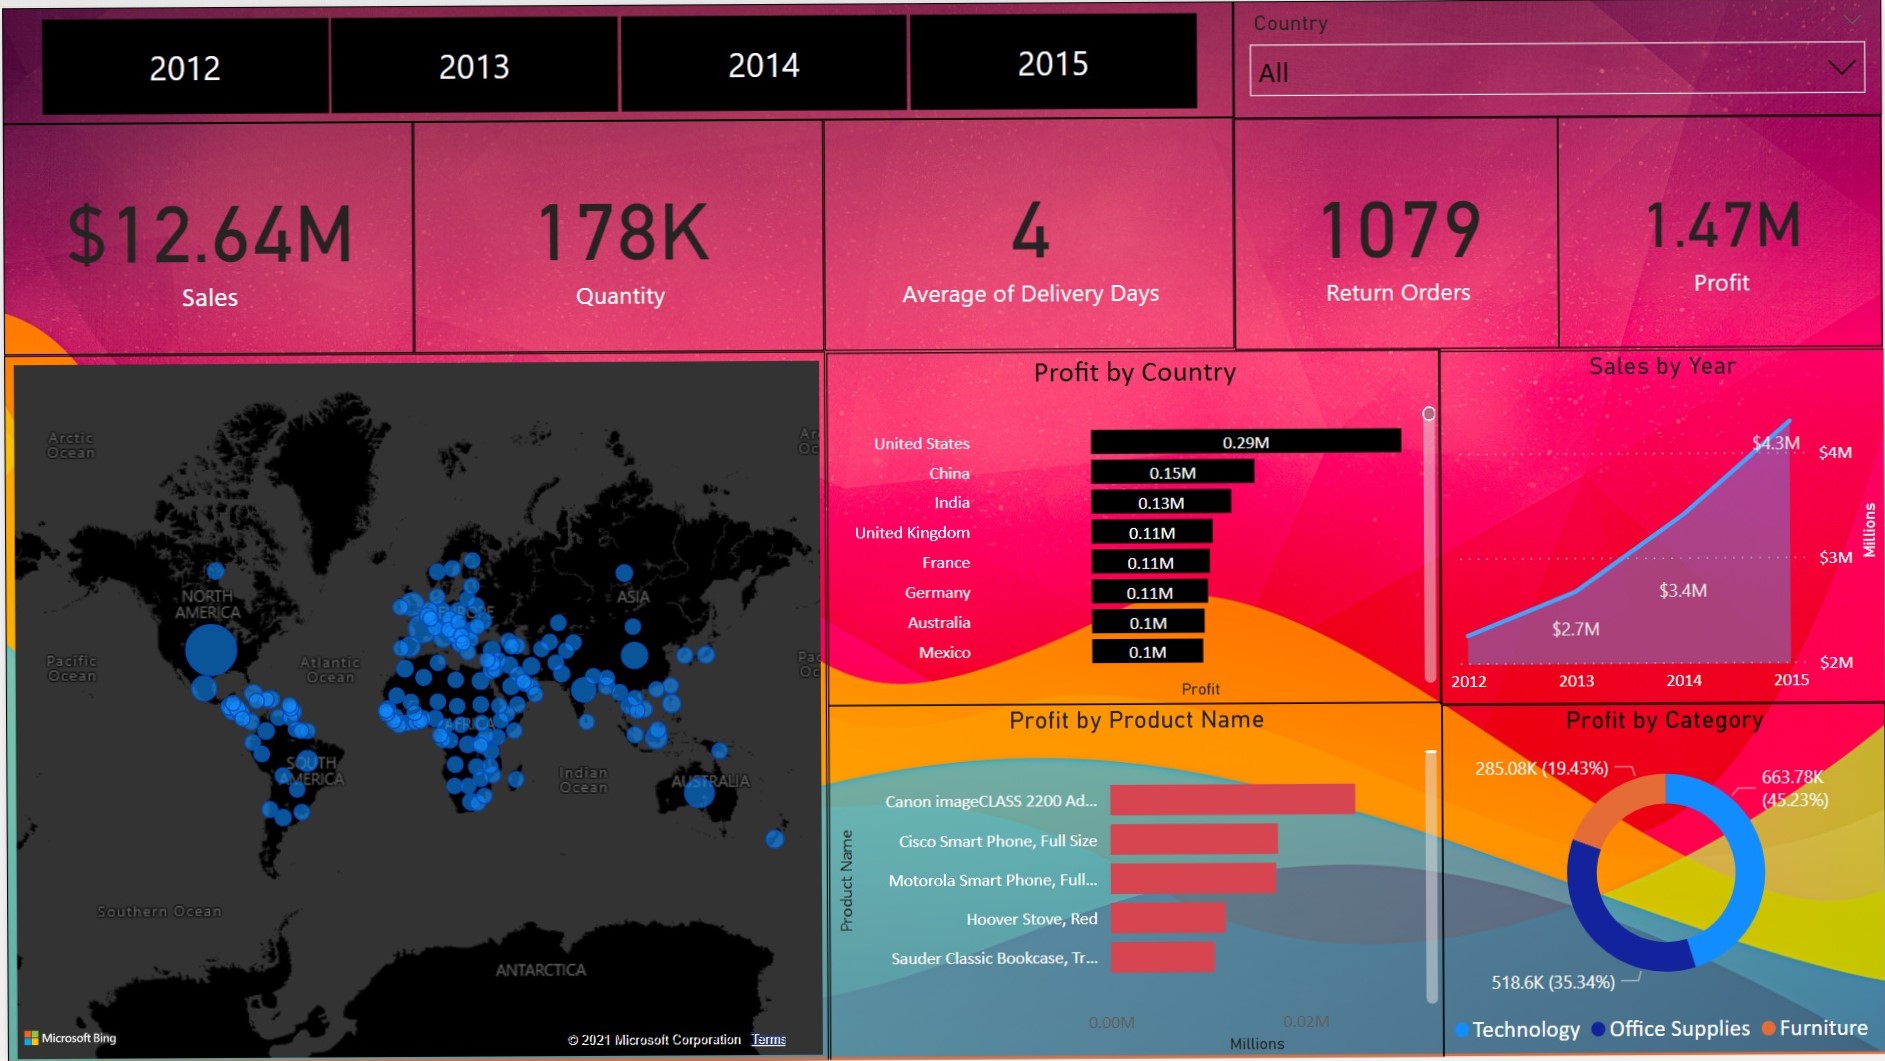 2012
2013
2014
2015
Country
All
$12.64M
Sales
178K
Quantity
4
Average of Delivery Days
1079
Return Orders
1.47M
Profit
Arctic
Ocean
NORTH
AMERICA
Pacific
Ocean
Atlantic
Ocean
EUROPE
ASIA
AFRICA
SOUTH
AMERICA
Indian
Ocean
AUSTRALIA
Ar
Oc
Pac
Oc
Southern Ocean
ANTARCTICA
Microsoft Bing
© 2021 Microsoft Corporation Terms
Profit by Country
United States 0.29M
China 0.15M
India 0.13M
United Kingdom 0.11M
France 0.11M
Germany 0.11M
Australia 0.1M
Mexico 0.1M
Profit
Sales by Year
$4.3M
$3.4M
$2.7M
$4M
$3M
$2M
Millions
2012 2013 2014 2015
Profit by Product Name
Product Name
Canon imageCLASS 2200 Ad...
Cisco Smart Phone, Full Size
Motorola Smart Phone, Full...
Hoover Stove, Red
Sauder Classic Bookcase, Tr...
0.00M 0.02M
Millions
Profit by Category
285.08K (19.43%)
663.78K
(45.23%)
518.6K (35.34%)
Technology Office Supplies Furniture